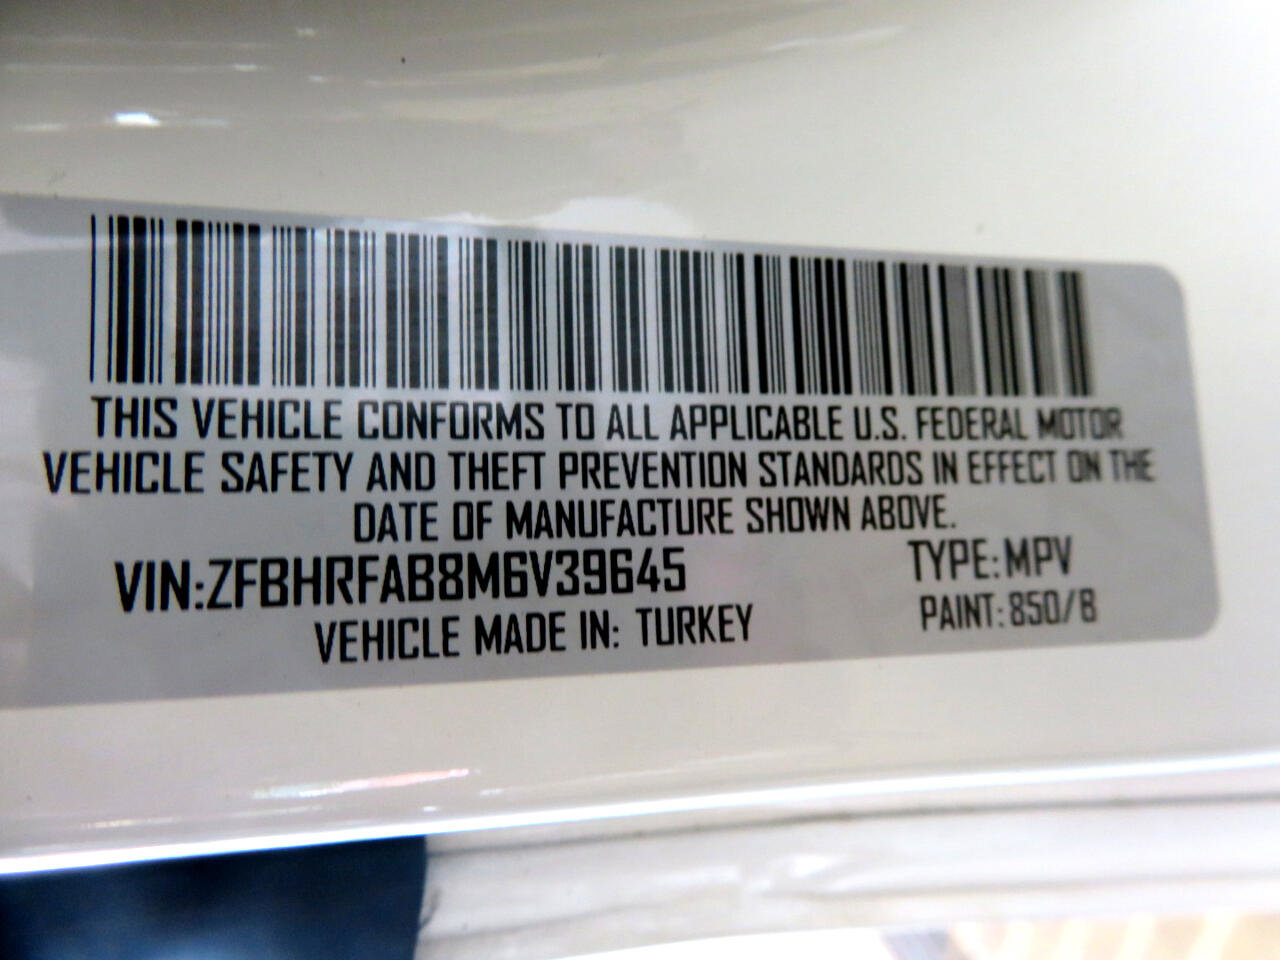 THIS VEHICLE CONFORMS TO ALL APPLICABLE U.S. FEDERAL MOTOR
VEHICLE SAFETY AND THEFT PREVENTION STANDARDS IN EFFECT ON THE
DATE OF MANUFACTURE SHOWN ABOVE.
VIN:ZFBHRFAB8M6V39645 TYPE:MPV
VEHICLE MADE IN: TURKEY PAINT:850/8